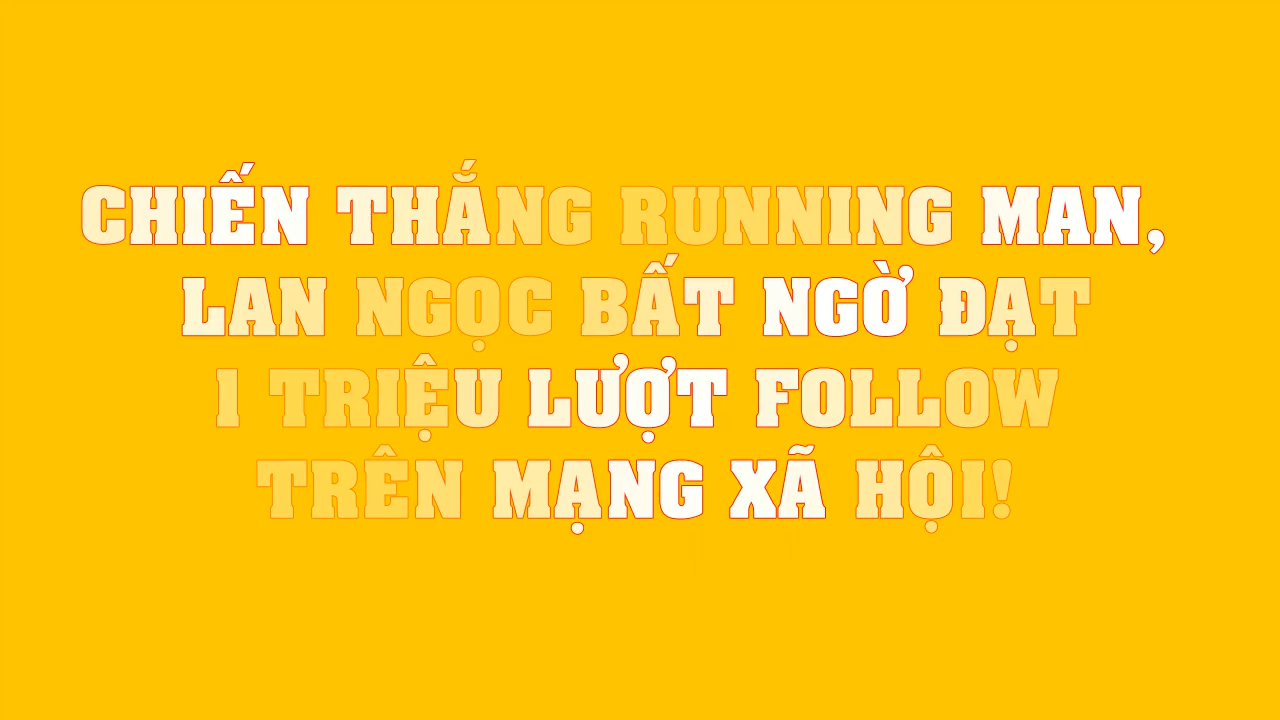 CHIẾN THẮNG RUNNING MAN,
LAN NGỌC BẤT NGỜ ĐẠT
1 TRIỆU LƯỢT FOLLOW
TRÊN MẠNG XÃ HỘI!